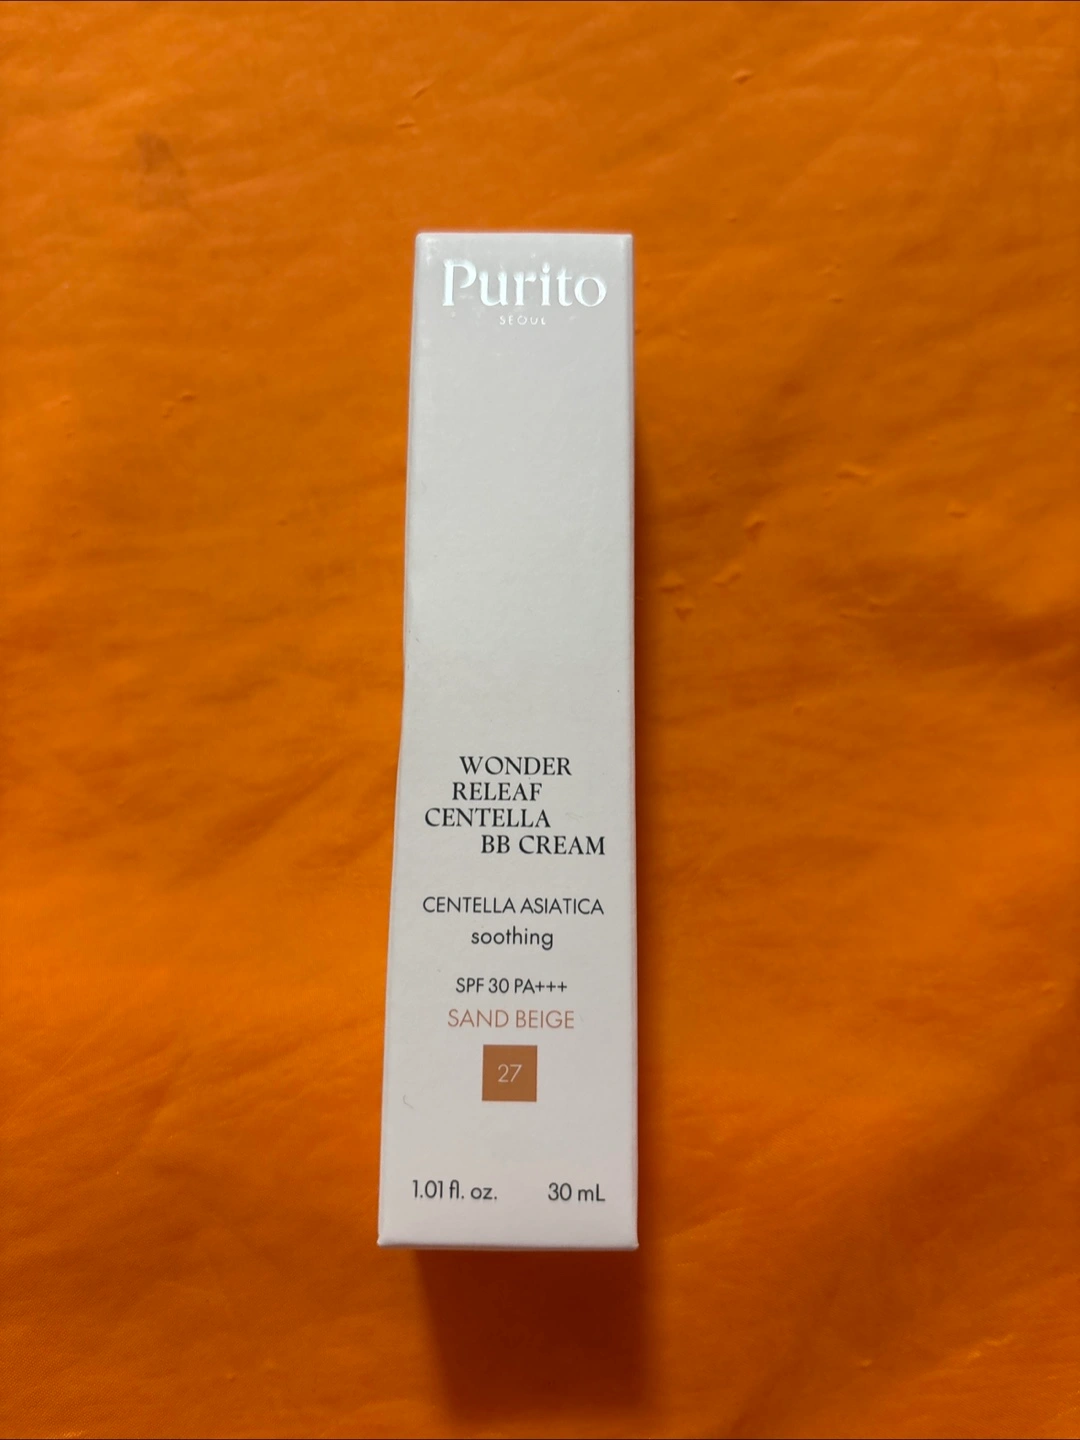 Purito
SEOUL
WONDER
RELEAF
CENTELLA
BB CREAM
CENTELLA ASIATICA
soothing
SPF 30 PA+++
SAND BEIGE
27
1.01 fl. oz. 30 mL